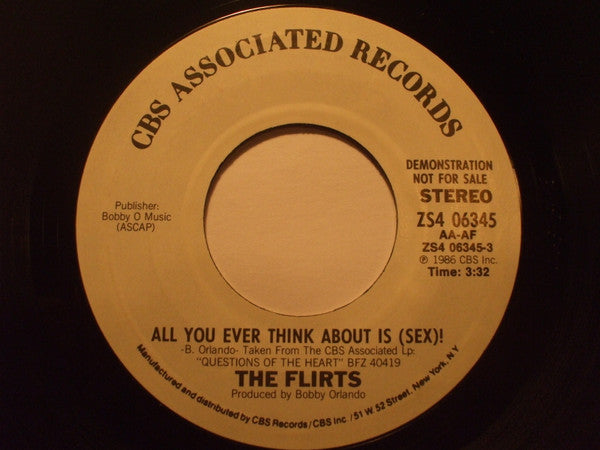 CBS ASSOCIATED RECORDS
Publisher:
Bobby O Music
(ASCAP)
DEMONSTRATION
NOT FOR SALE
STEREO
ZS4 06345
AA-AF
ZS4 06345-3
℗ 1986 CBS Inc.
Time: 3:32
ALL YOU EVER THINK ABOUT IS (SEX)!
-B. Orlando- Taken From The CBS Associated Lp:
"QUESTIONS OF THE HEART" BFZ 40419
THE FLIRTS
Produced by Bobby Orlando
Manufactured and distributed by CBS Records/CBS Inc./51 W. 52 Street, New York, N.Y.